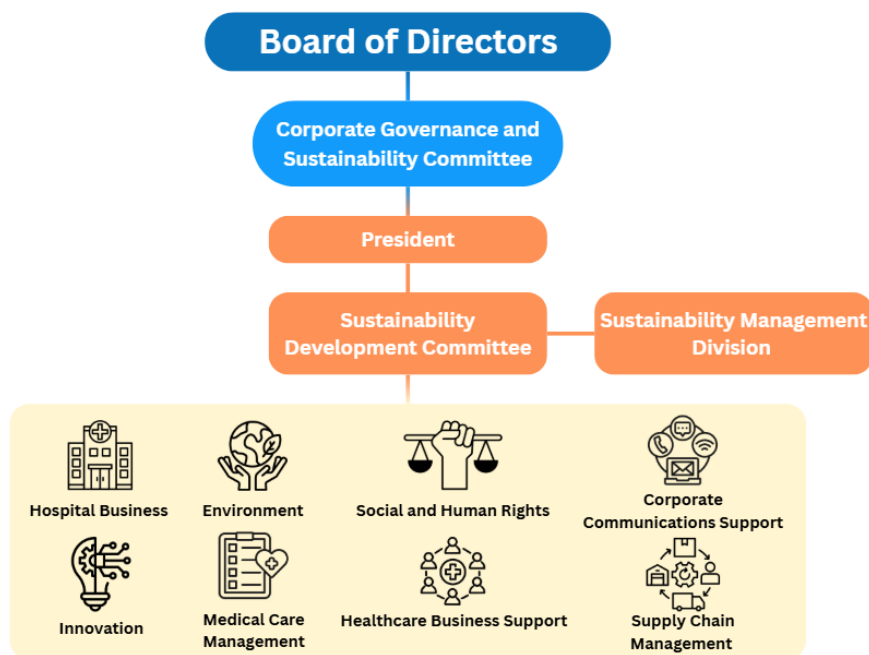 Board of Directors
Corporate Governance and
Sustainability Committee
President
Sustainability
Development Committee
Sustainability Management
Division
Hospital Business
Environment
Social and Human Rights
Corporate
Communications Support
Innovation
Medical Care
Management
Healthcare Business Support
Supply Chain
Management